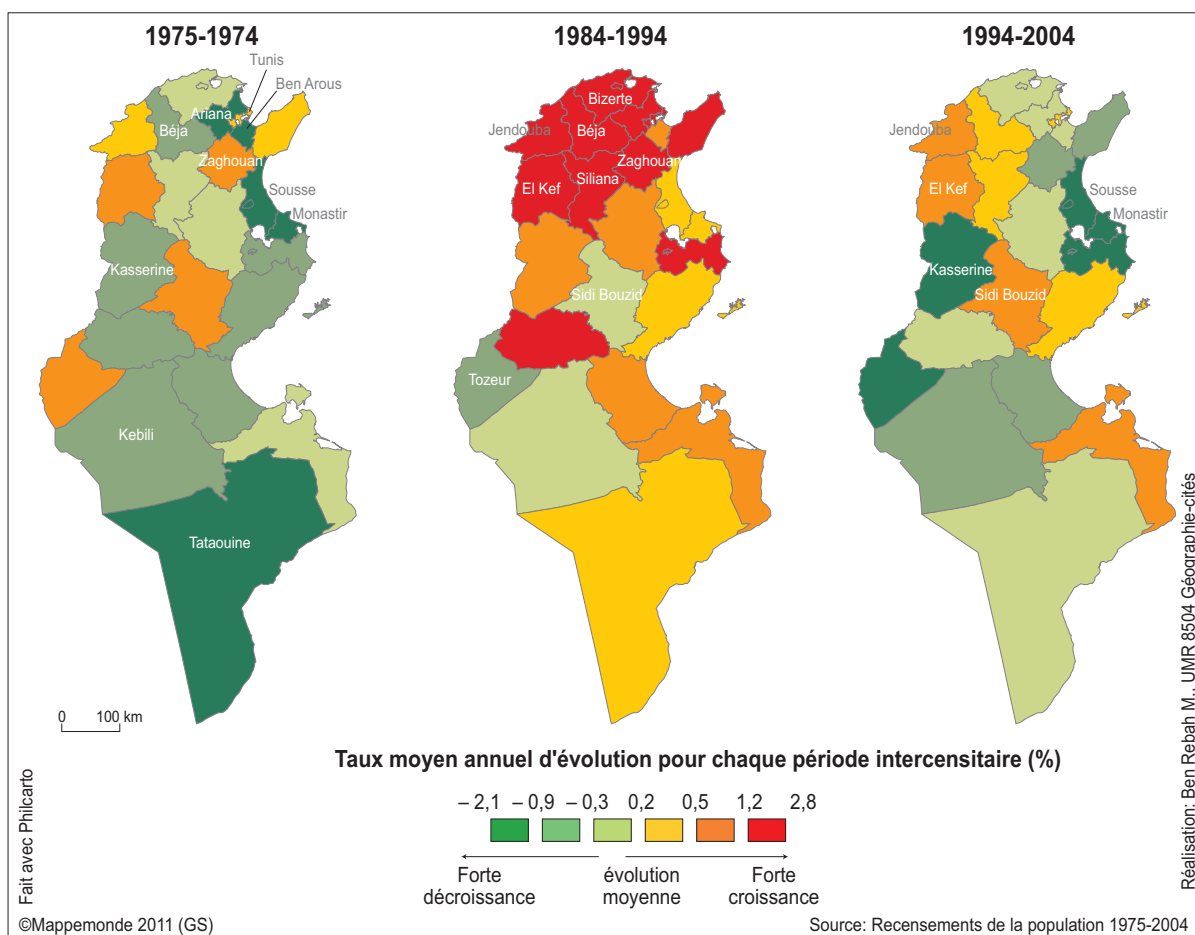 1975-1974
Tunis
Ben Arous
Ariana
Béja
Zaghouan
Sousse
Monastir
Kasserine
Kebili
Tataouine
0 100 km
1984-1994
Bizerte
Jendouba
Béja
Zaghouan
Siliana
El Kef
Sidi Bouzid
Tozeur
1994-2004
Jendouba
El Kef
Sousse
Monastir
Kasserine
Sidi Bouzid
Taux moyen annuel d'évolution pour chaque période intercensitaire (%)
– 2,1 – 0,9 – 0,3 0,2 0,5 1,2 2,8
Forte décroissance
évolution moyenne
Forte croissance
Fait avec Philcarto
Réalisation: Ben Rebah M., UMR 8504 Géographie-cités
©Mappemonde 2011 (GS)
Source: Recensements de la population 1975-2004